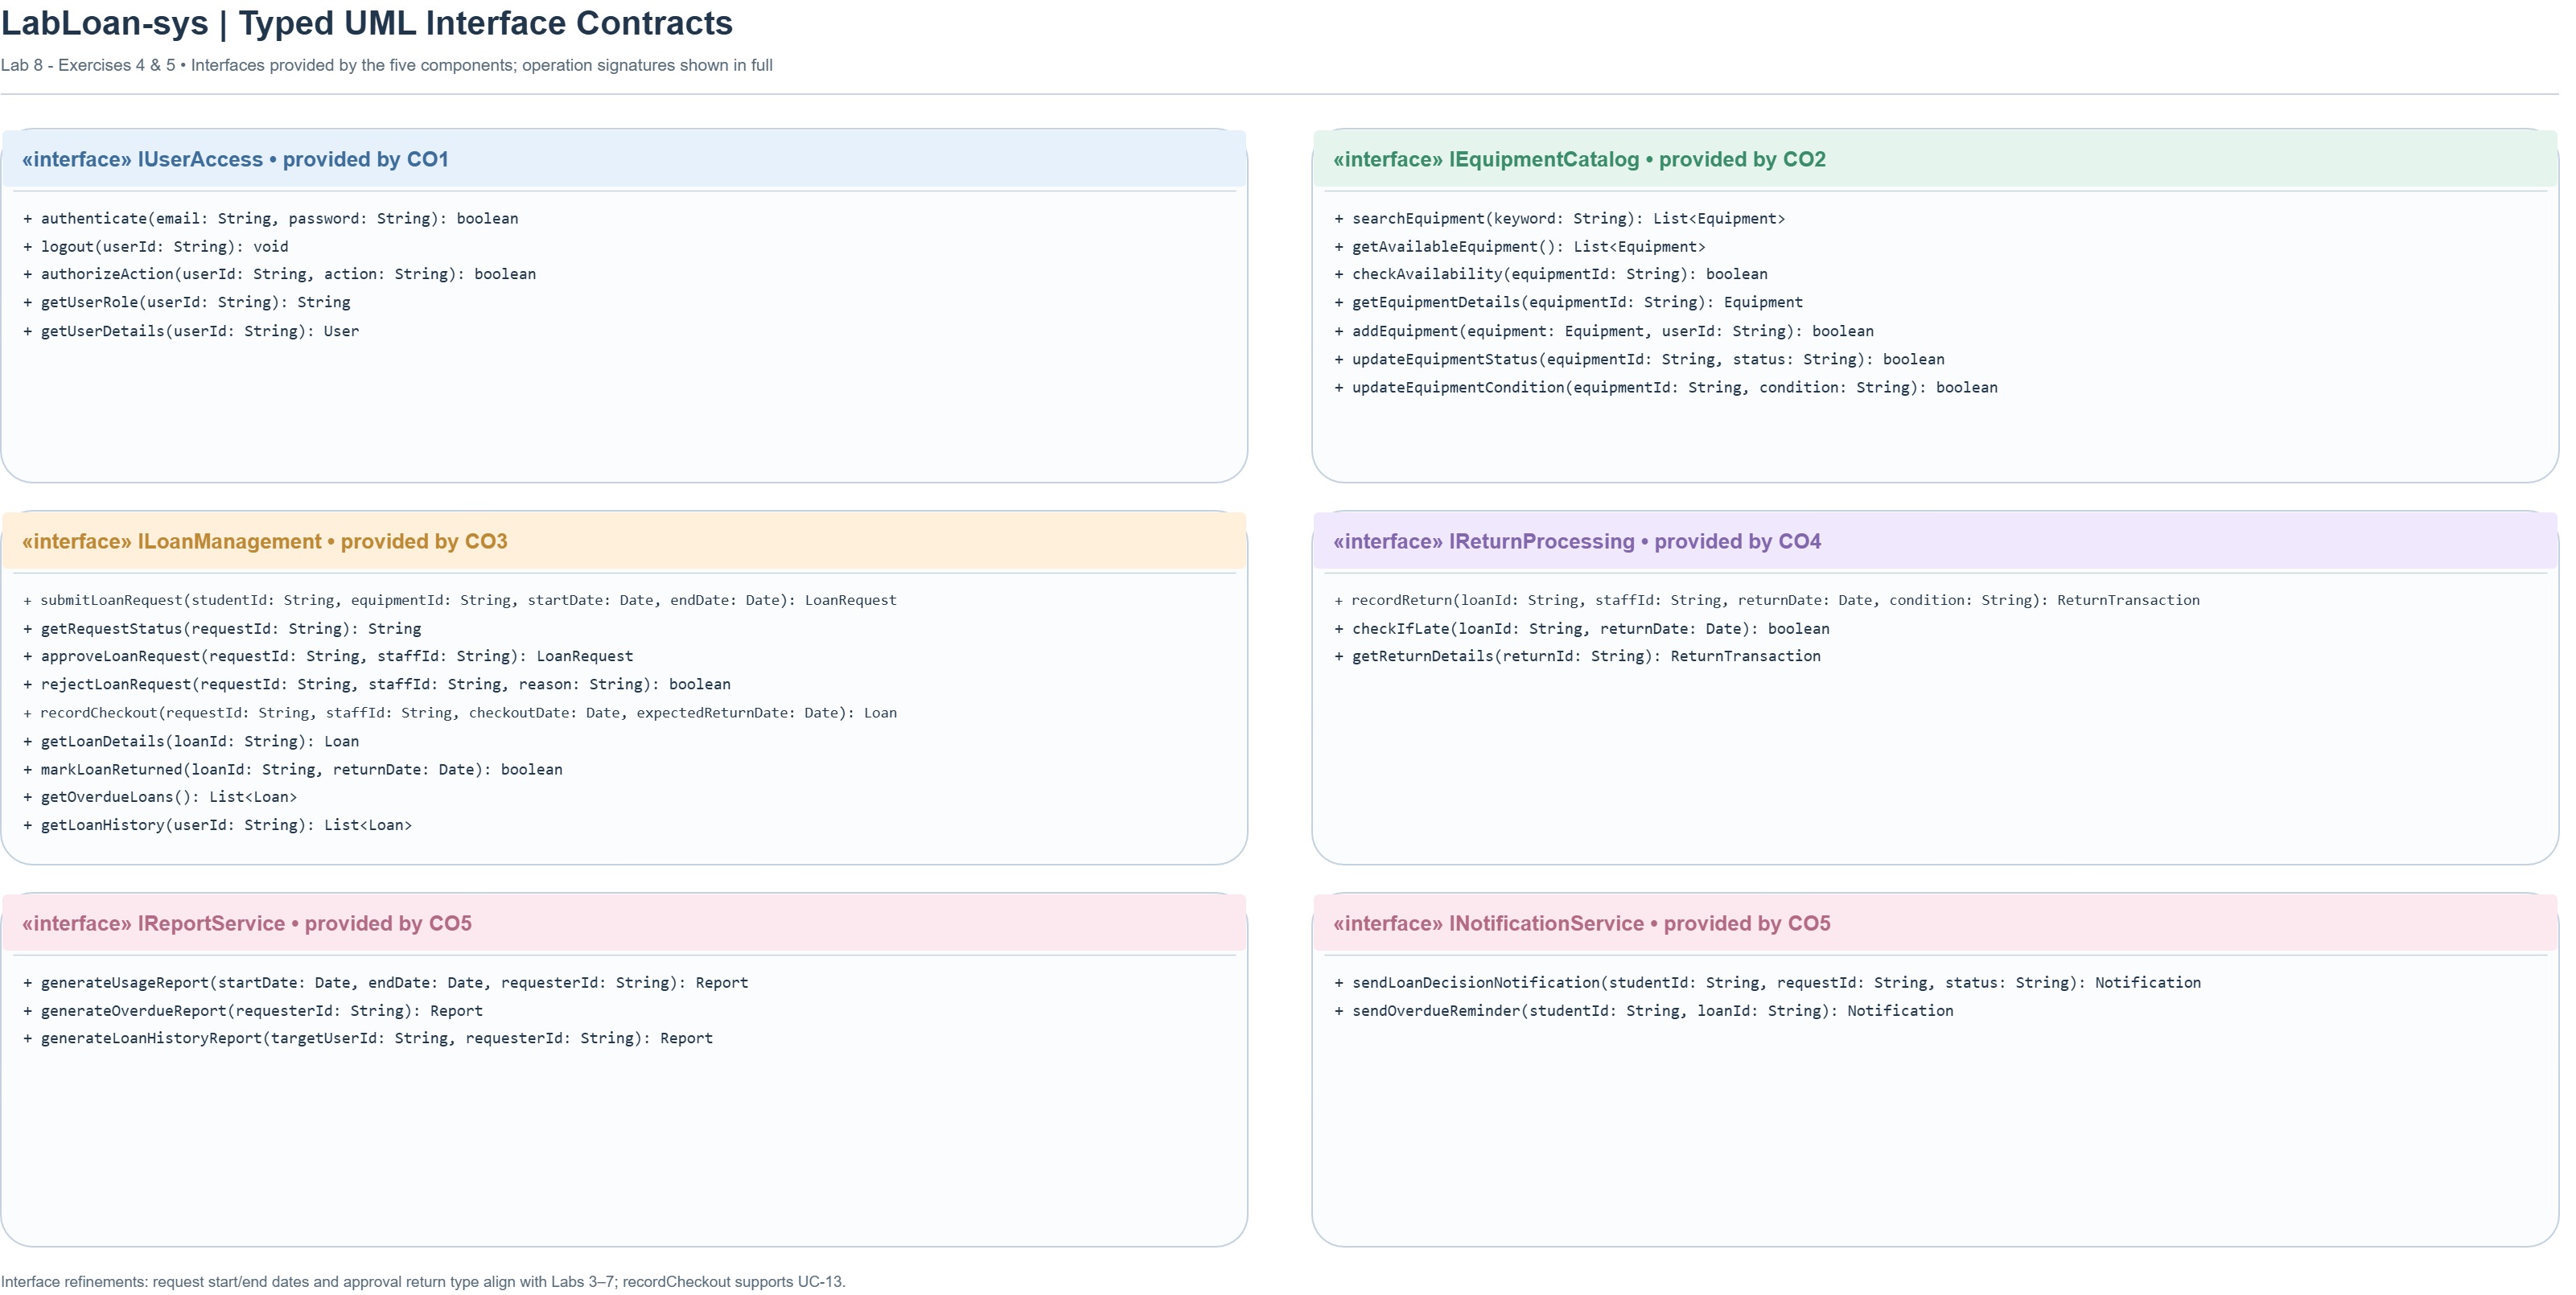 LabLoan-sys | Typed UML Interface Contracts
Lab 8 - Exercises 4 & 5 • Interfaces provided by the five components; operation signatures shown in full
«interface» IUserAccess • provided by CO1
+ authenticate(email: String, password: String): boolean
+ logout(userId: String): void
+ authorizeAction(userId: String, action: String): boolean
+ getUserRole(userId: String): String
+ getUserDetails(userId: String): User
«interface» IEquipmentCatalog • provided by CO2
+ searchEquipment(keyword: String): List<Equipment>
+ getAvailableEquipment(): List<Equipment>
+ checkAvailability(equipmentId: String): boolean
+ getEquipmentDetails(equipmentId: String): Equipment
+ addEquipment(equipment: Equipment, userId: String): boolean
+ updateEquipmentStatus(equipmentId: String, status: String): boolean
+ updateEquipmentCondition(equipmentId: String, condition: String): boolean
«interface» ILoanManagement • provided by CO3
+ submitLoanRequest(studentId: String, equipmentId: String, startDate: Date, endDate: Date): LoanRequest
+ getRequestStatus(requestId: String): String
+ approveLoanRequest(requestId: String, staffId: String): LoanRequest
+ rejectLoanRequest(requestId: String, staffId: String, reason: String): boolean
+ recordCheckout(requestId: String, staffId: String, checkoutDate: Date, expectedReturnDate: Date): Loan
+ getLoanDetails(loanId: String): Loan
+ markLoanReturned(loanId: String, returnDate: Date): boolean
+ getOverdueLoans(): List<Loan>
+ getLoanHistory(userId: String): List<Loan>
«interface» IReturnProcessing • provided by CO4
+ recordReturn(loanId: String, staffId: String, returnDate: Date, condition: String): ReturnTransaction
+ checkIfLate(loanId: String, returnDate: Date): boolean
+ getReturnDetails(returnId: String): ReturnTransaction
«interface» IReportService • provided by CO5
+ generateUsageReport(startDate: Date, endDate: Date, requesterId: String): Report
+ generateOverdueReport(requesterId: String): Report
+ generateLoanHistoryReport(targetUserId: String, requesterId: String): Report
«interface» INotificationService • provided by CO5
+ sendLoanDecisionNotification(studentId: String, requestId: String, status: String): Notification
+ sendOverdueReminder(studentId: String, loanId: String): Notification
Interface refinements: request start/end dates and approval return type align with Labs 3–7; recordCheckout supports UC-13.